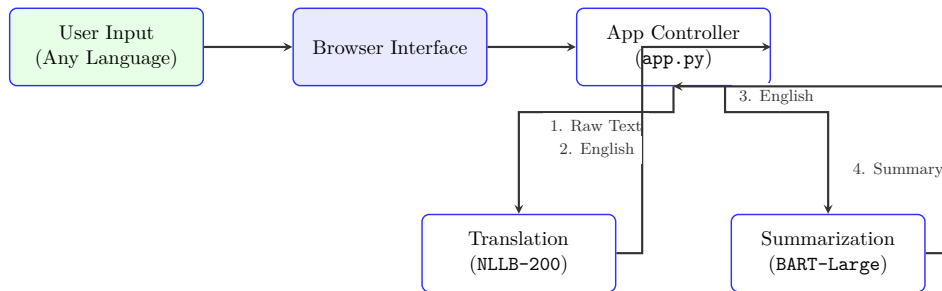 User Input
(Any Language)
Browser Interface
App Controller
(app.py)
3. English
1. Raw Text
2. English
4. Summary
Translation
(NLLB-200)
Summarization
(BART-Large)